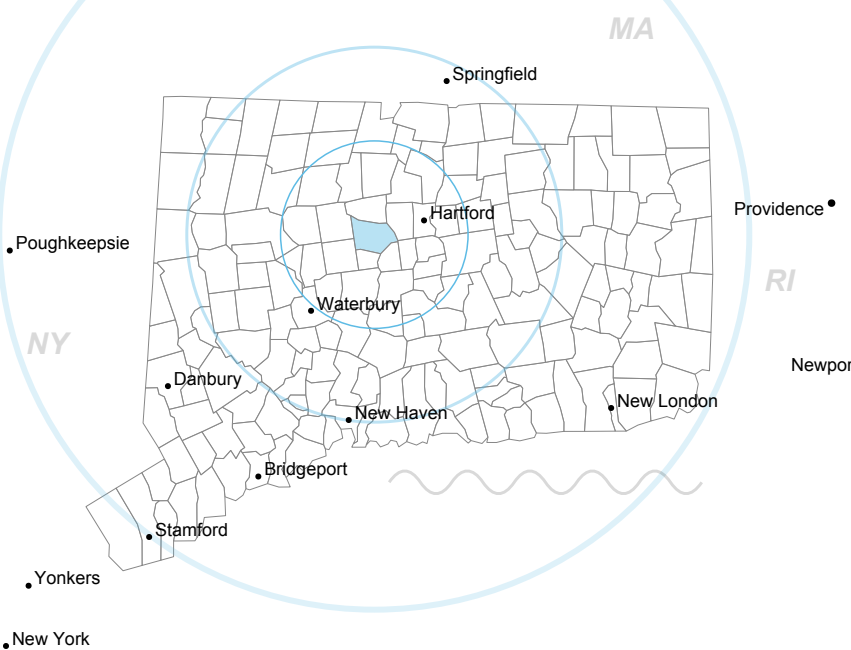 MA
Springfield
Hartford
Providence
Poughkeepsie
RI
Waterbury
NY
Newpor
Danbury
New London
New Haven
Bridgeport
Stamford
Yonkers
New York